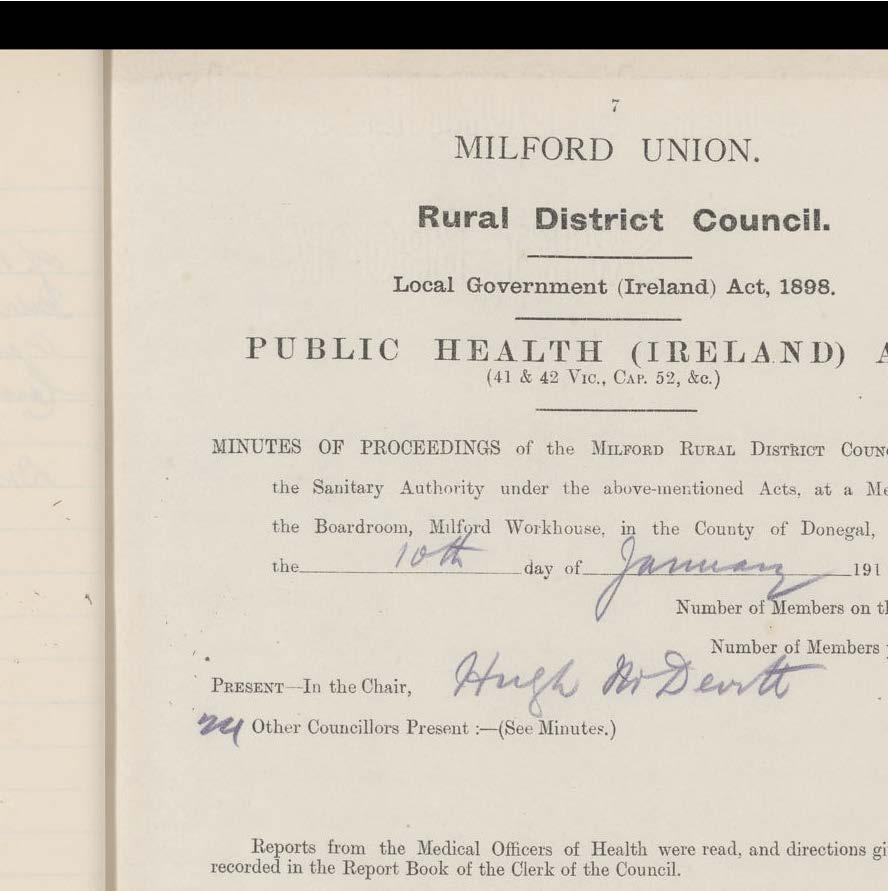 7
MILFORD UNION.
Rural District Council.
Local Government (Ireland) Act, 1898.
PUBLIC HEALTH (IRELAND) A
(41 & 42 Vic., Cap. 52, &c.)
MINUTES OF PROCEEDINGS of the Milford Rural District Coun
the Sanitary Authority under the above-mentioned Acts, at a Me
the Boardroom, Milford Workhouse, in the County of Donegal,
the 10th day of January 191
Number of Members on th
Number of Members
Present—In the Chair, Hugh McDevitt
Other Councillors Present :—(See Minutes.)
Reports from the Medical Officers of Health were read, and directions gi
recorded in the Report Book of the Clerk of the Council.